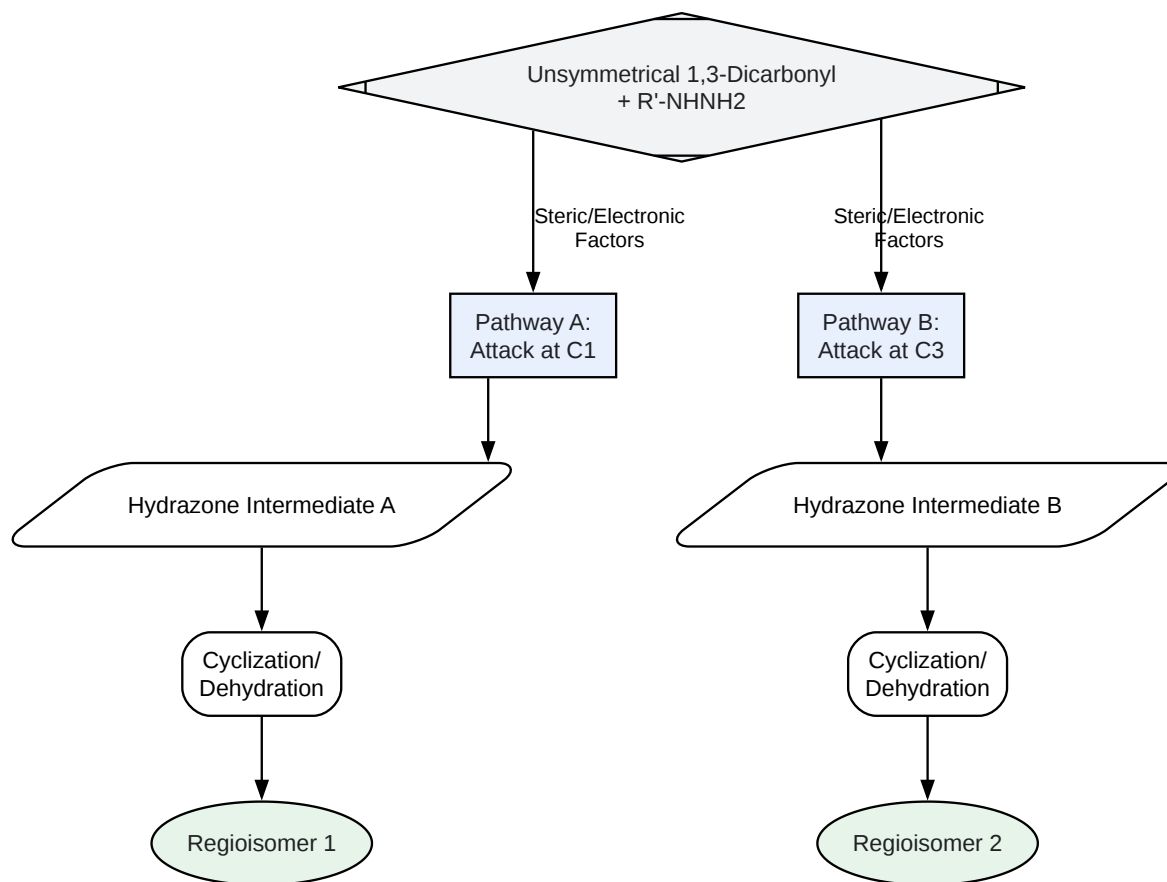 Unsymmetrical 1,3-Dicarbonyl
+ R'-NHNH2
Steric/Electronic
Factors
Steric/Electronic
Factors
Pathway A:
Attack at C1
Pathway B:
Attack at C3
Hydrazone Intermediate A
Hydrazone Intermediate B
Cyclization/
Dehydration
Cyclization/
Dehydration
Regioisomer 1
Regioisomer 2